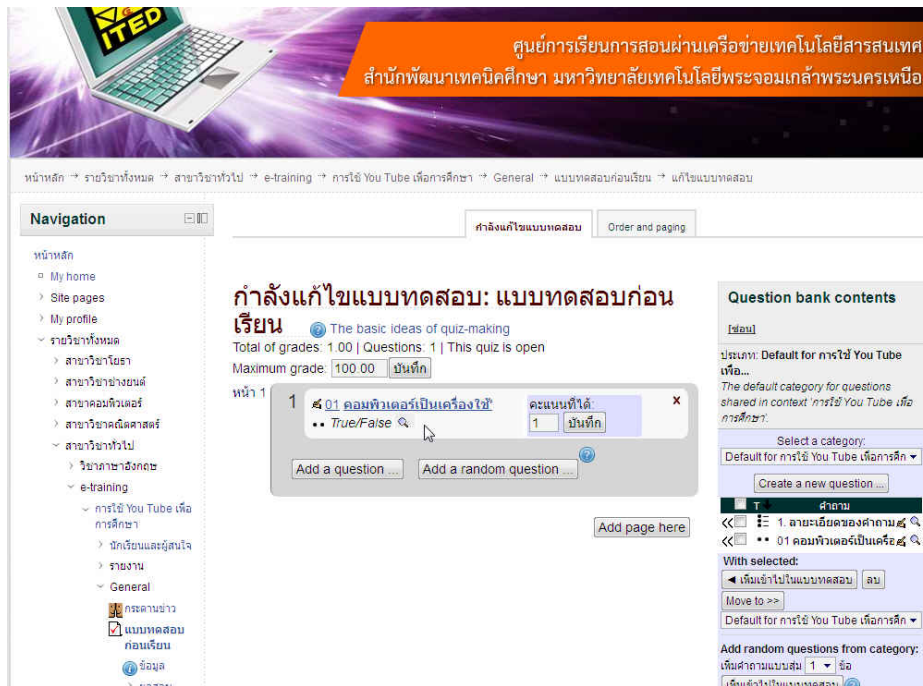 ITED
ศูนย์การเรียนการสอนผ่านเครือข่ายเทคโนโลยีสารสนเทศ
สำนักพัฒนาเทคนิคศึกษา มหาวิทยาลัยเทคโนโลยีพระจอมเกล้าพระนครเหนือ
หน้าหลัก → รายวิชาทั้งหมด → สาขาวิชาทั่วไป → e-training → การใช้ You Tube เพื่อการศึกษา → General → แบบทดสอบก่อนเรียน → แก้ไขแบบทดสอบ
Navigation
หน้าหลัก
My home
Site pages
My profile
รายวิชาทั้งหมด
สาขาวิชาโยธา
สาขาวิชาช่างยนต์
สาขาคอมพิวเตอร์
สาขาวิชาคณิตศาสตร์
สาขาวิชาทั่วไป
วิชาภาษาอังกฤษ
e-training
การใช้ You Tube เพื่อ
การศึกษา
นักเรียนและผู้สนใจ
รายงาน
General
กระดานข่าว
แบบทดสอบ
ก่อนเรียน
ข้อมูล
กำลังแก้ไขแบบทดสอบ
Order and paging
กำลังแก้ไขแบบทดสอบ: แบบทดสอบก่อน
เรียน The basic ideas of quiz-making
Total of grades: 1.00 | Questions: 1 | This quiz is open
Maximum grade: 100.00 บันทึก
หน้า 1
1 01 คอมพิวเตอร์เป็นเครื่องใช้' คะแนนที่ได้: x
•• True/False 1 บันทึก
Add a question ... Add a random question ...
Add page here
Question bank contents
[ซ่อน]
ประเภท: Default for การใช้ You Tube
เพื่อ...
The default category for questions
shared in context 'การใช้ You Tube เพื่อ
การศึกษา'.
Select a category:
Default for การใช้ You Tube เพื่อการศึก
Create a new question ...
T คำถาม
1. ลายะเอียดของคำถาม
•• 01 คอมพิวเตอร์เป็นเครื่อ
With selected:
◄ เพิ่มเข้าไปในแบบทดสอบ ลบ
Move to >>
Default for การใช้ You Tube เพื่อการศึก
Add random questions from category:
เพิ่มคำถามแบบสุ่ม 1 ข้อ
เพิ่มเข้าไปในแบบทดสอบ